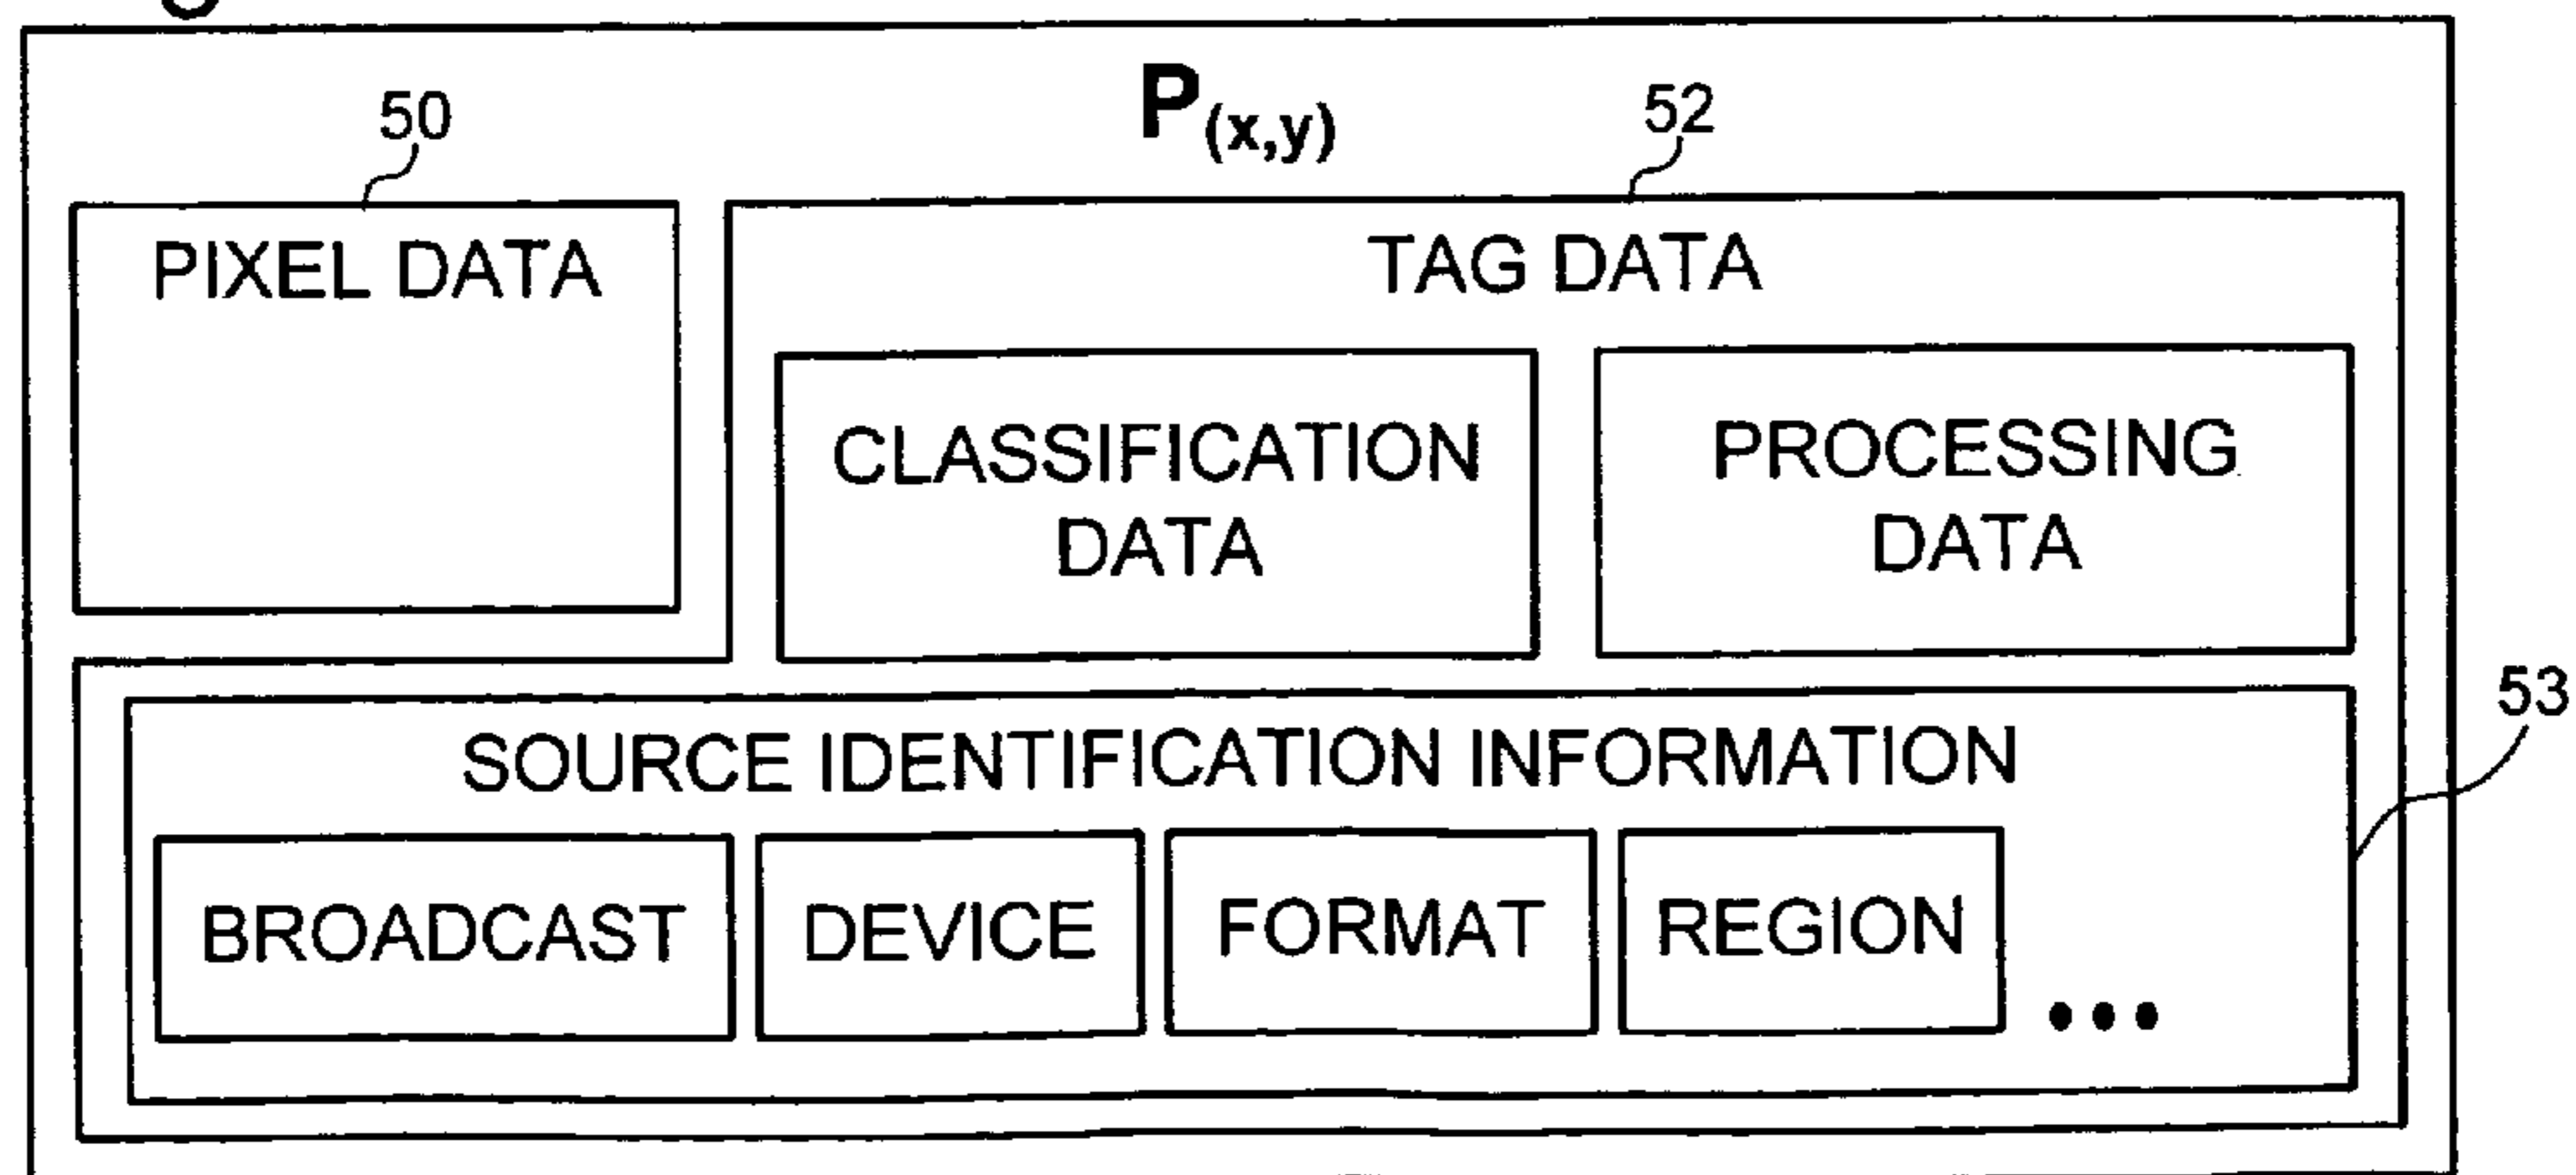 P(x,y)
50
52
PIXEL DATA
TAG DATA
CLASSIFICATION
DATA
PROCESSING
DATA
53
SOURCE IDENTIFICATION INFORMATION
BROADCAST
DEVICE
FORMAT
REGION
...